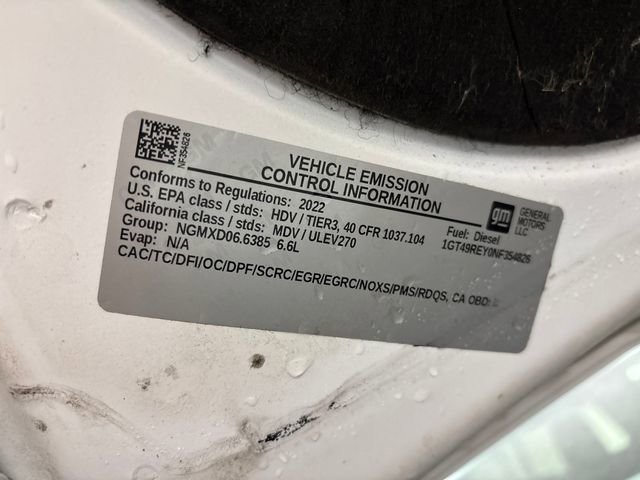 NF354826
VEHICLE EMISSION
CONTROL INFORMATION
Conforms to Regulations: 2022
U.S. EPA class / stds: HDV / TIER3, 40 CFR 1037.104
California class / stds: MDV / ULEV270
Group: NGMXD06.6385 6.6L
Evap: N/A
CAC/TC/DFI/OC/DPF/SCRC/EGR/EGRC/NOXS/PMS/RDQS, CA OBD:
gm
GENERAL
MOTORS
LLC
Fuel: Diesel
1GT49REY0NF354826